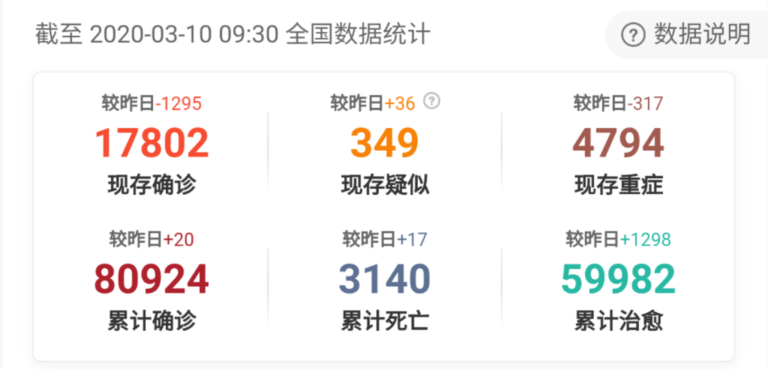 截至 2020-03-10 09:30 全国数据统计
? 数据说明
较昨日-1295
17802
现存确诊
较昨日+36 ?
349
现存疑似
较昨日-317
4794
现存重症
较昨日+20
80924
累计确诊
较昨日+17
3140
累计死亡
较昨日+1298
59982
累计治愈